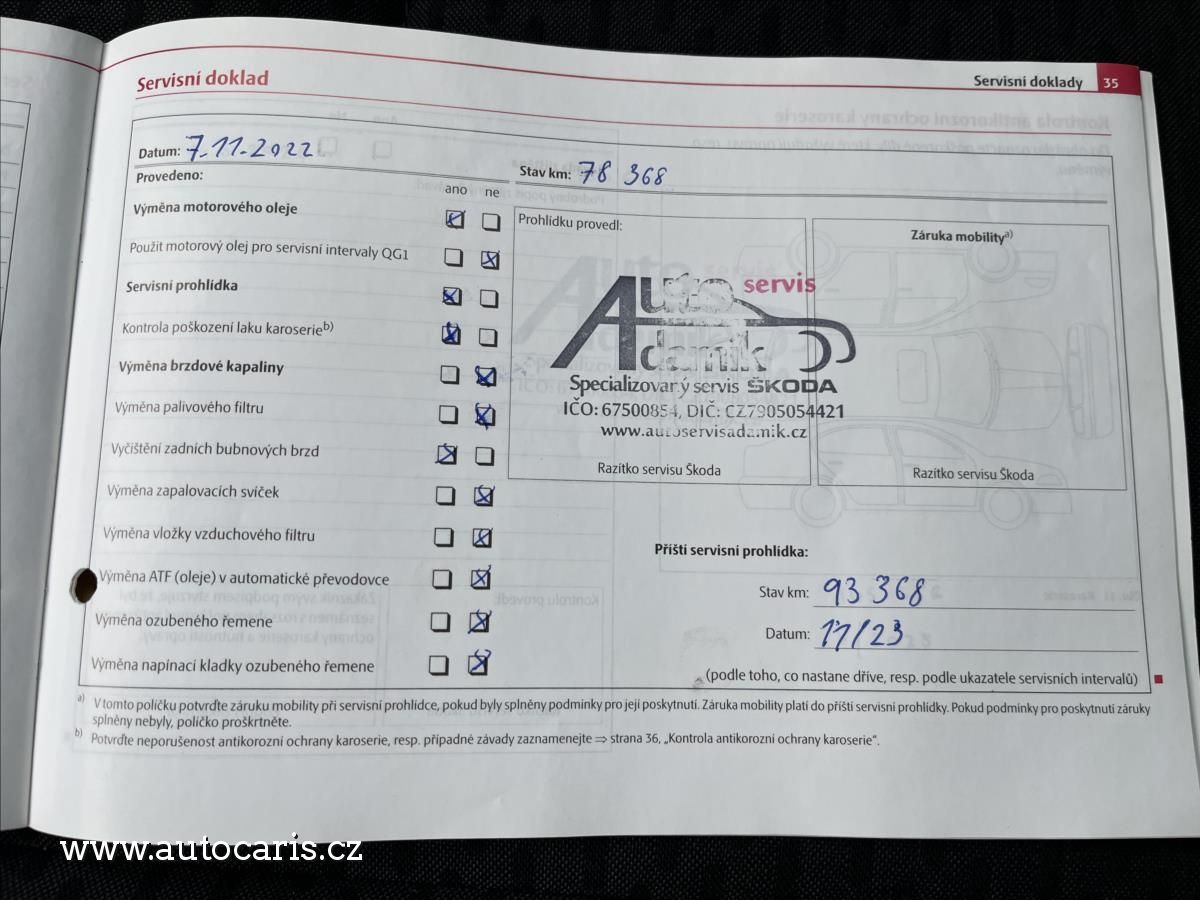 Servisní doklad
Servisní doklady 35
Datum: 7.11.2022
Stav km: 78 368
Provedeno:
ano ne
Výměna motorového oleje
Použit motorový olej pro servisní intervaly QG1
Servisní prohlídka
Kontrola poškození laku karoserie b)
Výměna brzdové kapaliny
Výměna palivového filtru
Vyčištění zadních bubnových brzd
Výměna zapalovacích svíček
Výměna vložky vzduchového filtru
Výměna ATF (oleje) v automatické převodovce
Výměna ozubeného řemene
Výměna napínací kladky ozubeného řemene
Prohlídku provedl:
Auto servis
Adamik
Specializovaný servis ŠKODA
IČO: 67500854, DIČ: CZ7905054421
www.autoservisadamik.cz
Razítko servisu Škoda
Záruka mobility a)
Razítko servisu Škoda
Příští servisní prohlídka:
Stav km: 93 368
Datum: 11/23
(podle toho, co nastane dříve, resp. podle ukazatele servisních intervalů)
a) V tomto políčku potvrďte záruku mobility při servisní prohlídce, pokud byly splněny podmínky pro její poskytnutí. Záruka mobility platí do příští servisní prohlídky. Pokud podmínky pro poskytnutí záruky
splněny nebyly, políčko proškrtněte.
b) Potvrďte neporušenost antikorozní ochrany karoserie, resp. případné závady zaznamenejte ⇒ strana 36, „Kontrola antikorozní ochrany karoserie“.
www.autocaris.cz